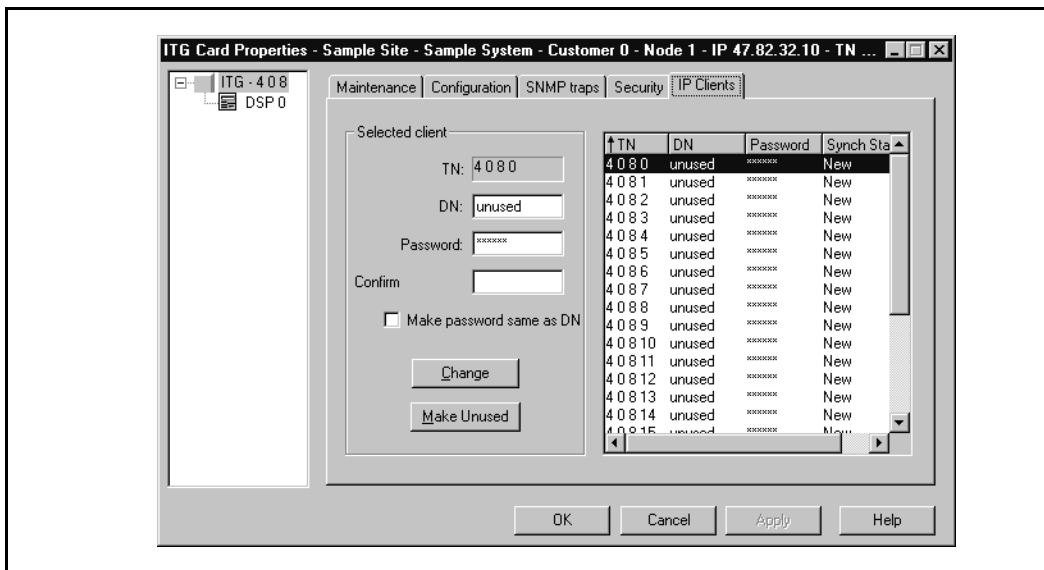 ITG Card Properties - Sample Site - Sample System - Customer 0 - Node 1 - IP 47.82.32.10 - TN ...
ITG - 4 0 8
DSP 0
Maintenance Configuration SNMP traps Security IP Clients
Selected client
TN: 4 0 8 0
DN: unused
Password: ******
Confirm
Make password same as DN
Change
Make Unused
TN DN Password Synch Sta
4 0 8 0 unused ****** New
4 0 8 1 unused ****** New
4 0 8 2 unused ****** New
4 0 8 3 unused ****** New
4 0 8 4 unused ****** New
4 0 8 5 unused ****** New
4 0 8 6 unused ****** New
4 0 8 7 unused ****** New
4 0 8 8 unused ****** New
4 0 8 9 unused ****** New
4 0 8 10 unused ****** New
4 0 8 11 unused ****** New
4 0 8 12 unused ****** New
4 0 8 13 unused ****** New
4 0 8 14 unused ****** New
4 0 8 15 unused ****** New
OK Cancel Apply Help